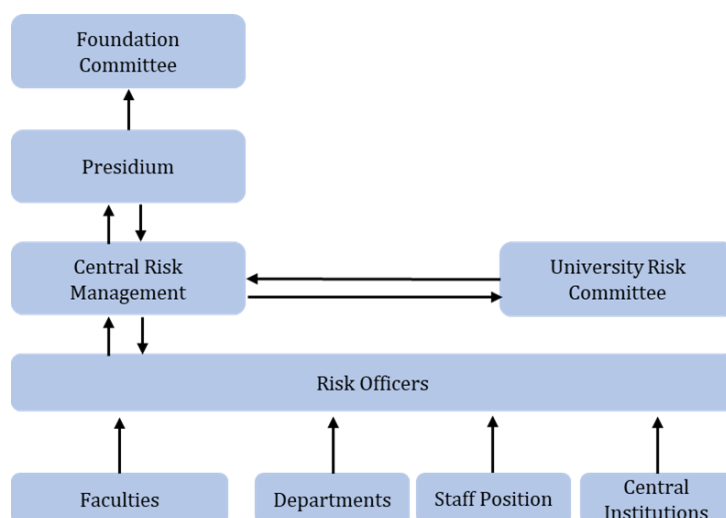 Foundation
Committee
Presidium
Central Risk
Management
University Risk
Committee
Risk Officers
Faculties
Departments
Staff Position
Central
Institutions